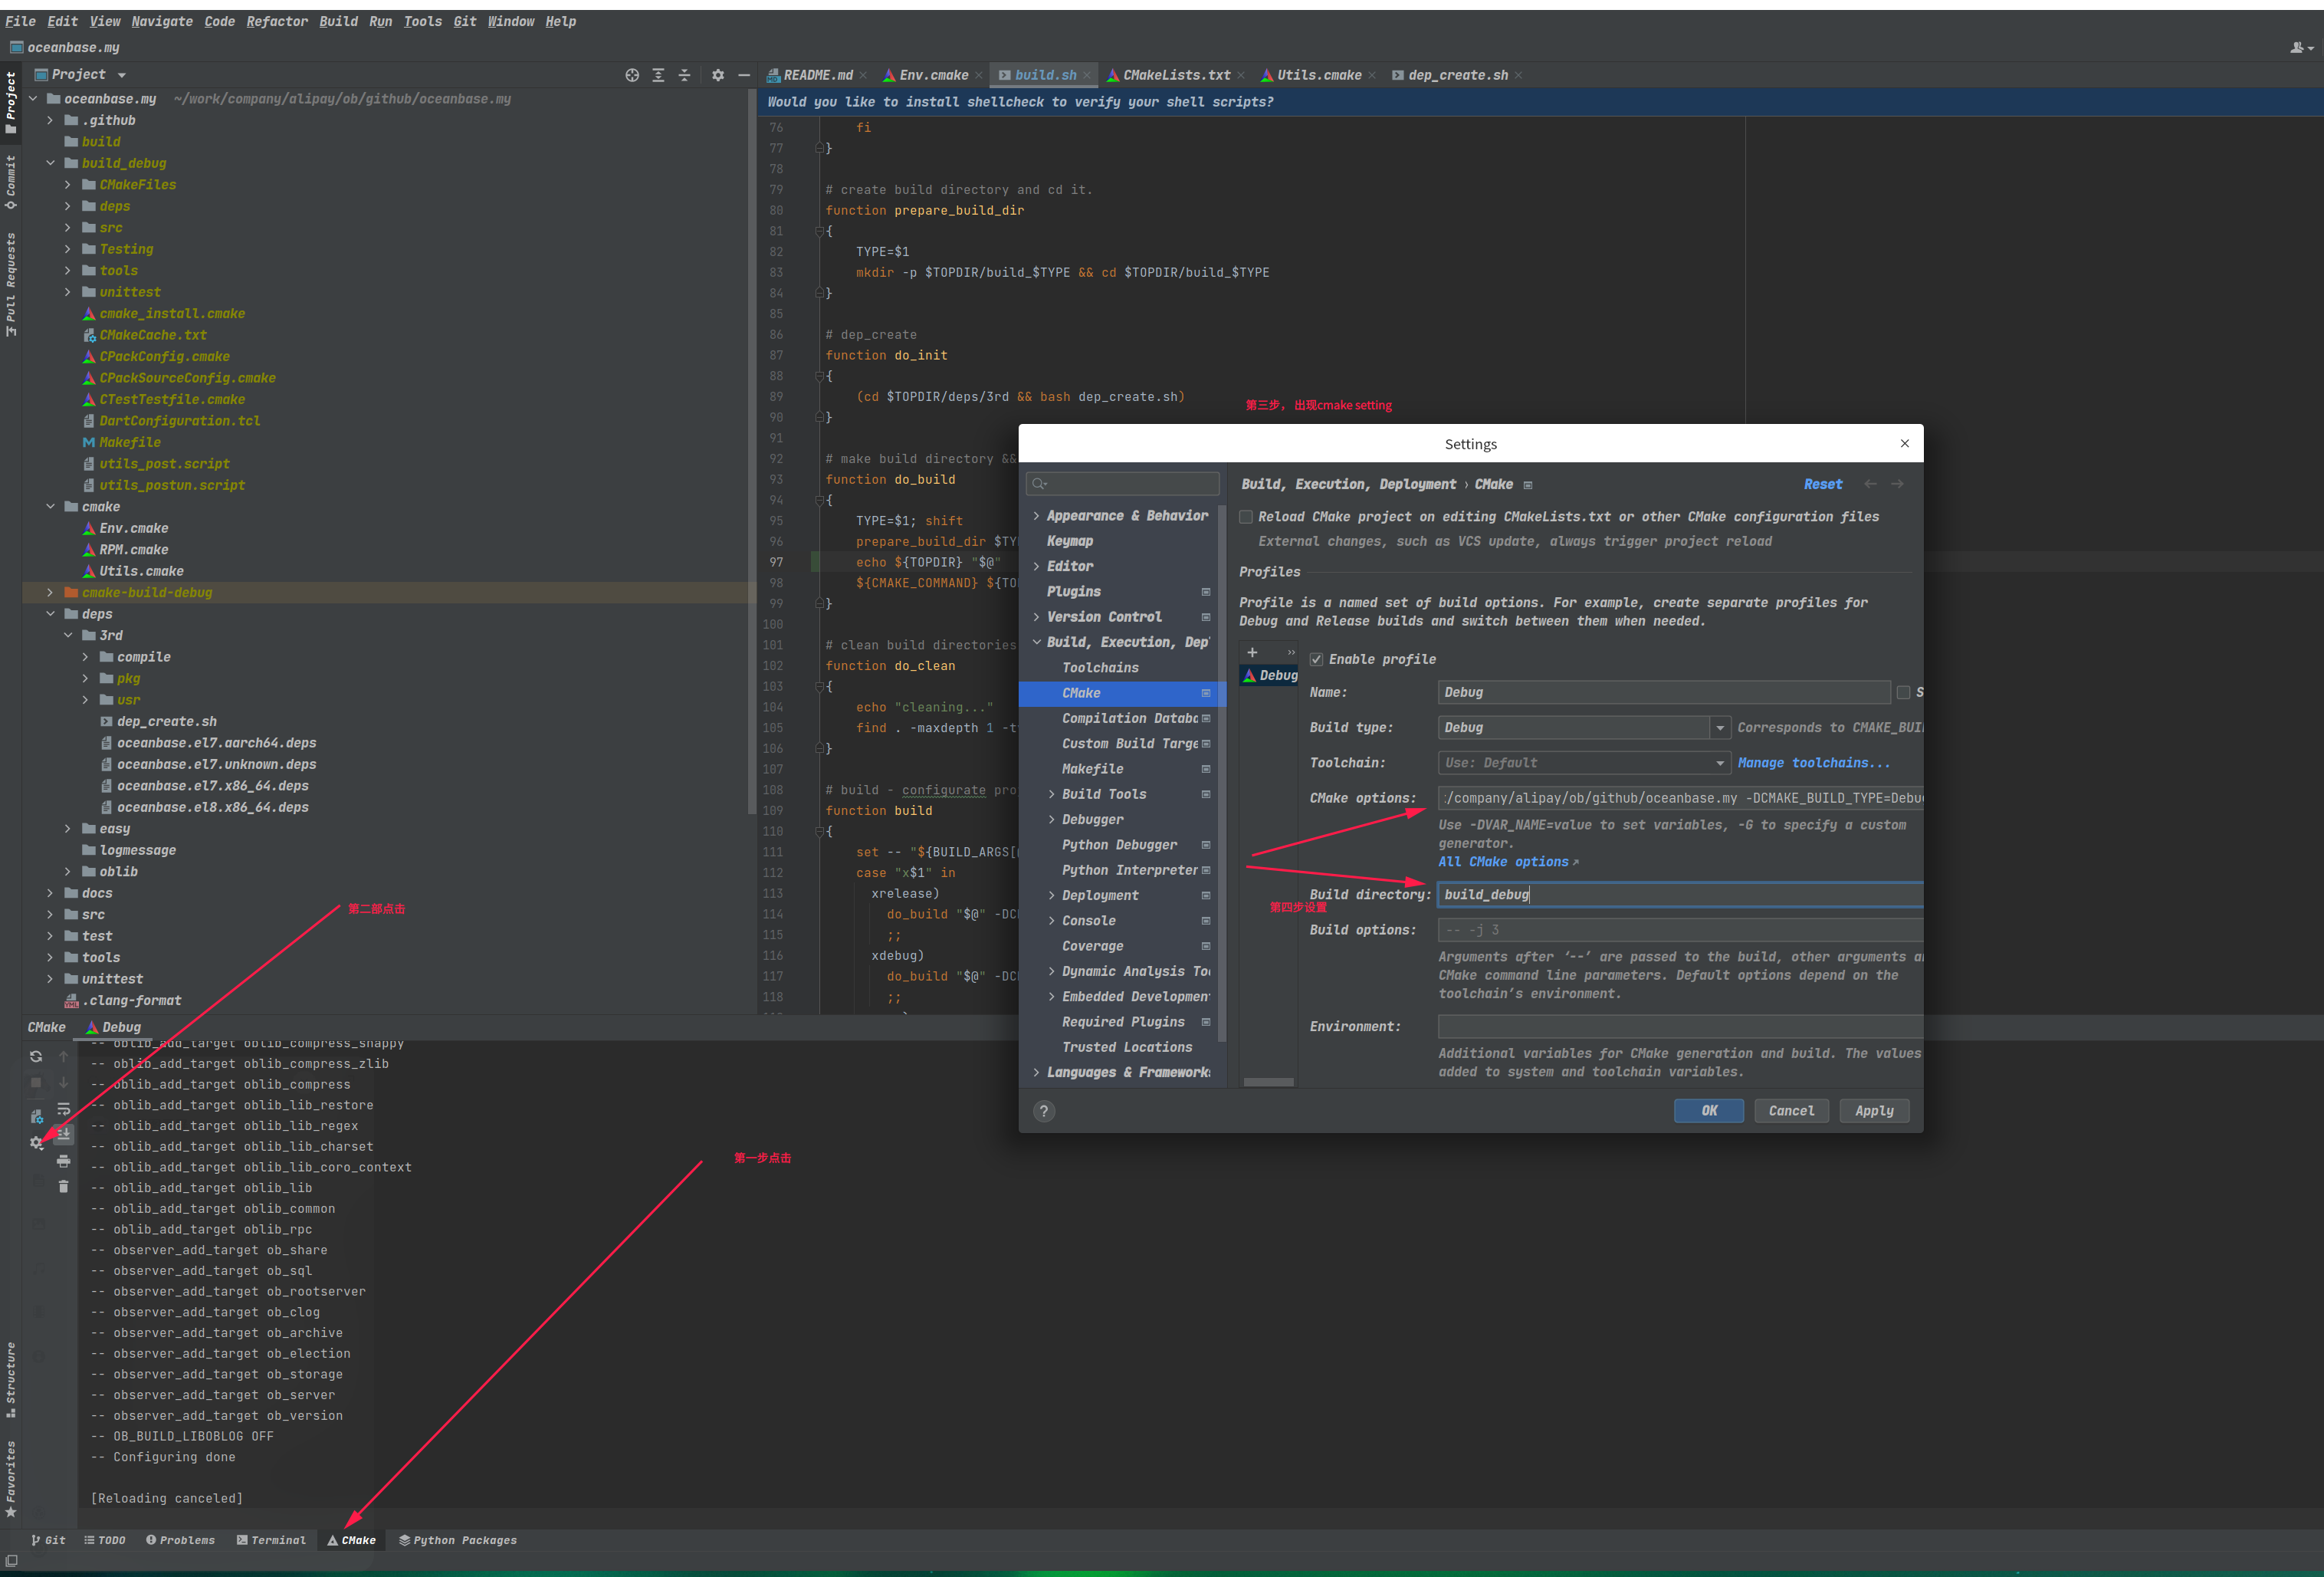 File Edit View Navigate Code Refactor Build Run Tools Git Window Help
oceanbase.my
Project
Commit
Pull Requests
Structure
Favorites
Project
oceanbase.my ~/work/company/alipay/ob/github/oceanbase.my
.github
build
build_debug
CMakeFiles
deps
src
Testing
tools
unittest
cmake_install.cmake
CMakeCache.txt
CPackConfig.cmake
CPackSourceConfig.cmake
CTestTestfile.cmake
DartConfiguration.tcl
Makefile
utils_post.script
utils_postun.script
cmake
Env.cmake
RPM.cmake
Utils.cmake
cmake-build-debug
deps
3rd
compile
pkg
usr
dep_create.sh
oceanbase.el7.aarch64.deps
oceanbase.el7.unknown.deps
oceanbase.el7.x86_64.deps
oceanbase.el8.x86_64.deps
easy
logmessage
oblib
docs
src
test
tools
unittest
.clang-format
README.md Env.cmake build.sh CMakeLists.txt Utils.cmake dep_create.sh
Would you like to install shellcheck to verify your shell scripts?
76 fi
77 }
78
79 # create build directory and cd it.
80 function prepare_build_dir
81 {
82 TYPE=$1
83 mkdir -p $TOPDIR/build_$TYPE && cd $TOPDIR/build_$TYPE
84 }
85
86 # dep_create
87 function do_init
88 {
89 (cd $TOPDIR/deps/3rd && bash dep_create.sh)
90 }
91
92 # make build directory &&
93 function do_build
94 {
95 TYPE=$1; shift
96 prepare_build_dir $TY
97 echo ${TOPDIR} "$@"
98 ${CMAKE_COMMAND} ${TO
99 }
100
101 # clean build directories
102 function do_clean
103 {
104 echo "cleaning..."
105 find . -maxdepth 1 -t
106 }
107
108 # build - configurate pro
109 function build
110 {
111 set -- "${BUILD_ARGS[
112 case "x$1" in
113 xrelease)
114 do_build "$@" -DC
115 ;;
116 xdebug)
117 do_build "$@" -DC
118 ;;
第三步， 出现cmake setting
Settings
Build, Execution, Deployment › CMake Reset
Appearance & Behavior
Keymap
Editor
Plugins
Version Control
Build, Execution, Dep
Toolchains
CMake
Compilation Databa
Custom Build Targe
Makefile
Build Tools
Debugger
Python Debugger
Python Interpreter
Deployment
Console
Coverage
Dynamic Analysis To
Embedded Developmen
Required Plugins
Trusted Locations
Languages & Framework
Reload CMake project on editing CMakeLists.txt or other CMake configuration files
External changes, such as VCS update, always trigger project reload
Profiles
Profile is a named set of build options. For example, create separate profiles for
Debug and Release builds and switch between them when needed.
Debug
Enable profile
Name: Debug S
Build type: Debug Corresponds to CMAKE_BUI
Toolchain: Use: Default Manage toolchains...
CMake options: /company/alipay/ob/github/oceanbase.my -DCMAKE_BUILD_TYPE=Debu
Use -DVAR_NAME=value to set variables, -G to specify a custom
generator.
All CMake options
Build directory: build_debug
第四步设置
Build options: -- -j 3
Arguments after ‘--’ are passed to the build, other arguments a
CMake command line parameters. Default options depend on the
toolchain’s environment.
Environment:
Additional variables for CMake generation and build. The values
added to system and toolchain variables.
? OK Cancel Apply
第二部点击
CMake Debug
-- oblib_add_target oblib_compress_snappy
-- oblib_add_target oblib_compress_zlib
-- oblib_add_target oblib_compress
-- oblib_add_target oblib_lib_restore
-- oblib_add_target oblib_lib_regex
-- oblib_add_target oblib_lib_charset
-- oblib_add_target oblib_lib_coro_context
-- oblib_add_target oblib_lib
-- oblib_add_target oblib_common
-- oblib_add_target oblib_rpc
-- observer_add_target ob_share
-- observer_add_target ob_sql
-- observer_add_target ob_rootserver
-- observer_add_target ob_clog
-- observer_add_target ob_archive
-- observer_add_target ob_election
-- observer_add_target ob_storage
-- observer_add_target ob_server
-- observer_add_target ob_version
-- OB_BUILD_LIBOBLOG OFF
-- Configuring done
[Reloading canceled]
第一步点击
Git TODO Problems Terminal CMake Python Packages